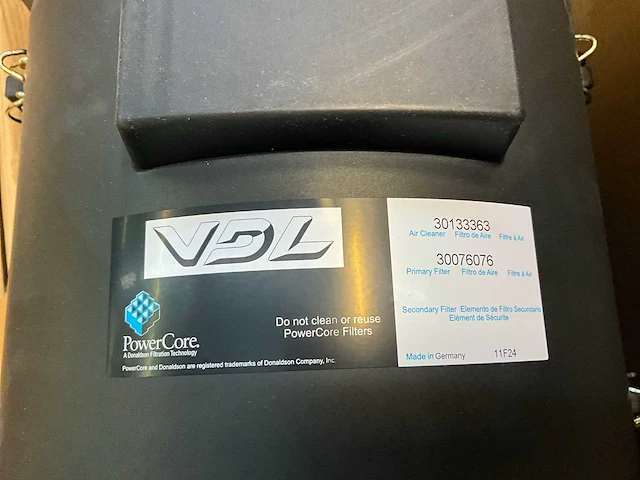 VDL
PowerCore®
A Donaldson Filtration Technology
Do not clean or reuse
PowerCore Filters
PowerCore and Donaldson are registered trademarks of Donaldson Company, Inc.
30133363
Air Cleaner Filtro de Aire Filtre à Air
30076076
Primary Filter Filtro de Aire Filtre à Air
Secondary Filter Elemento de Filtro Secundario
Elément de Sécurite
Made in Germany 11F24